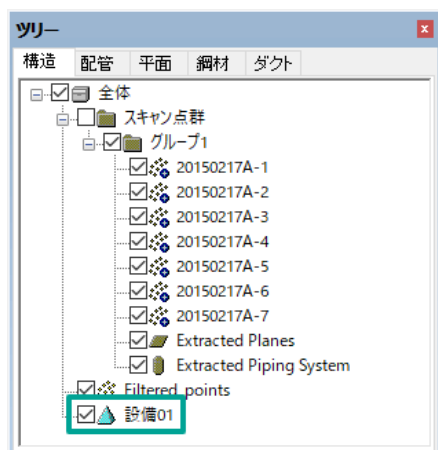 ツリー
構造 配管 平面 鋼材 ダクト
全体
スキャン点群
グループ1
20150217A-1
20150217A-2
20150217A-3
20150217A-4
20150217A-5
20150217A-6
20150217A-7
Extracted Planes
Extracted Piping System
Filtered_points
設備01